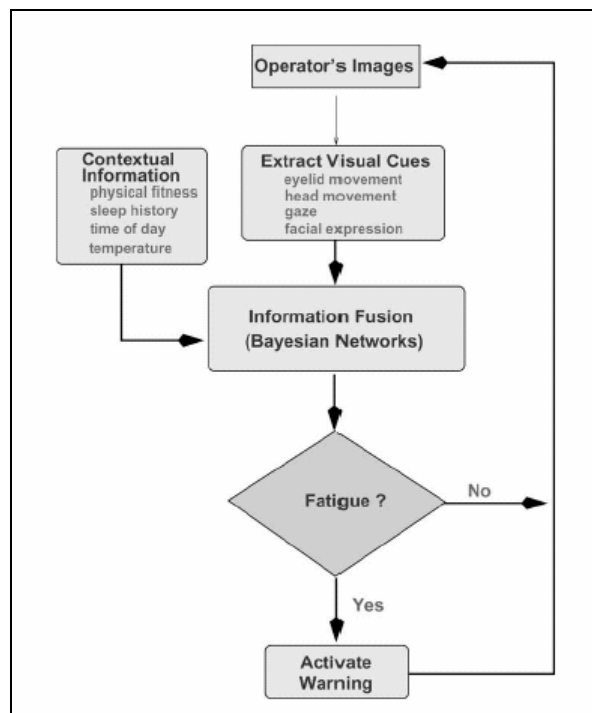 Operator's Images
Contextual
Information
physical fitness
sleep history
time of day
temperature
Extract Visual Cues
eyelid movement
head movement
gaze
facial expression
Information Fusion
(Bayesian Networks)
Fatigue ?
No
Yes
Activate
Warning